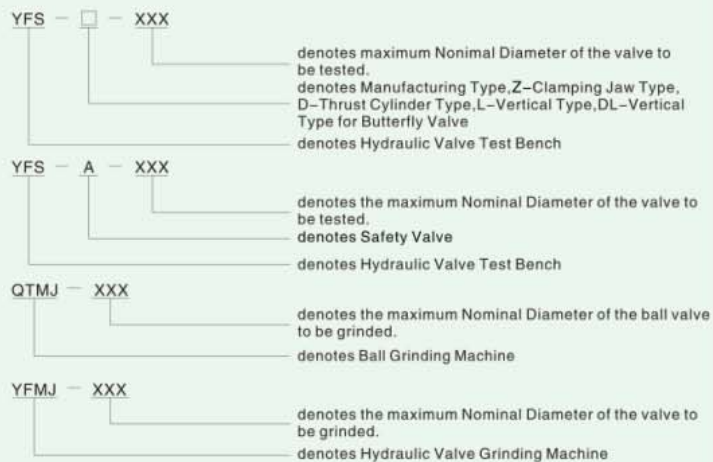 YFS - □ - XXX
denotes maximum Nonimal Diameter of the valve to
be tested.
denotes Manufacturing Type,Z-Clamping Jaw Type,
D-Thrust Cylinder Type,L-Vertical Type,DL-Vertical
Type for Butterfly Valve
denotes Hydraulic Valve Test Bench
YFS - A - XXX
denotes the maximum Nominal Diameter of the valve to
be tested.
denotes Safety Valve
denotes Hydraulic Valve Test Bench
QTMJ - XXX
denotes the maximum Nominal Diameter of the ball valve
to be grinded.
denotes Ball Grinding Machine
YFMJ - XXX
denotes the maximum Nominal Diameter of the valve to
be grinded.
denotes Hydraulic Valve Grinding Machine